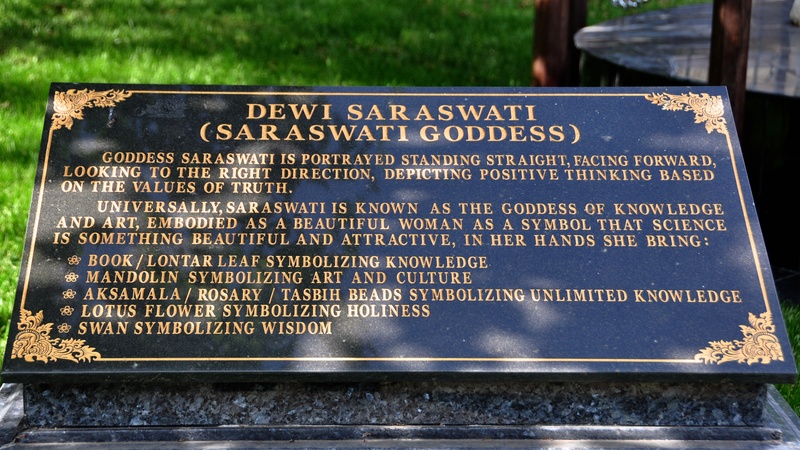 DEWI SARASWATI
(SARASWATI GODDESS)
GODDESS SARASWATI IS PORTRAYED STANDING STRAIGHT, FACING FORWARD,
LOOKING TO THE RIGHT DIRECTION, DEPICTING POSITIVE THINKING BASED
ON THE VALUES OF TRUTH.
UNIVERSALLY, SARASWATI IS KNOWN AS THE GODDESS OF KNOWLEDGE
AND ART, EMBODIED AS A BEAUTIFUL WOMAN AS A SYMBOL THAT SCIENCE
IS SOMETHING BEAUTIFUL AND ATTRACTIVE, IN HER HANDS SHE BRING:
BOOK / LONTAR LEAF SYMBOLIZING KNOWLEDGE
MANDOLIN SYMBOLIZING ART AND CULTURE
AKSAMALA / ROSARY / TASBIH BEADS SYMBOLIZING UNLIMITED KNOWLEDGE
LOTUS FLOWER SYMBOLIZING HOLINESS
SWAN SYMBOLIZING WISDOM